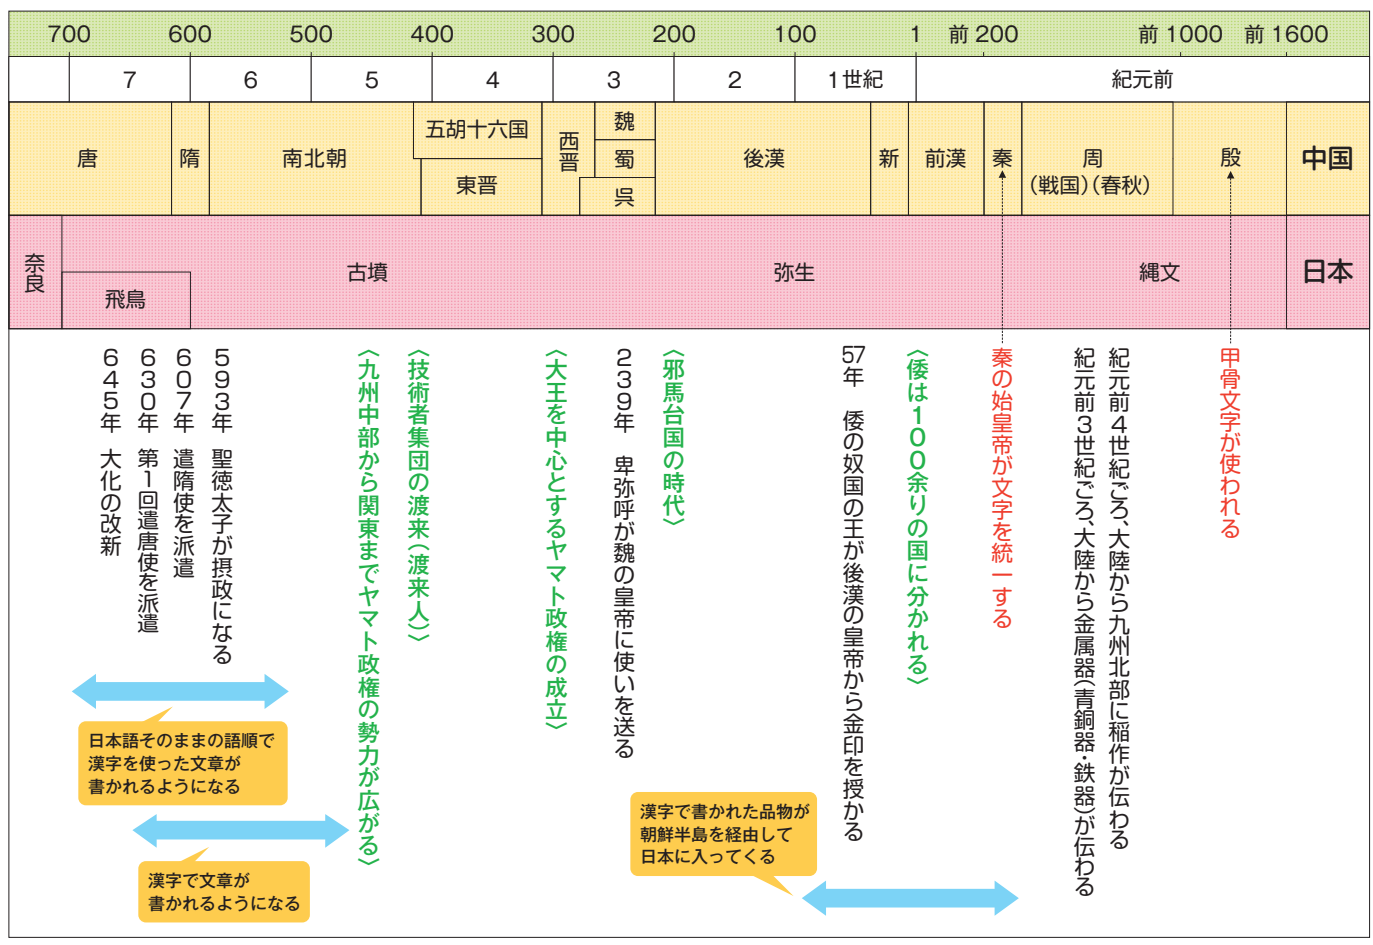 700 600 500 400 300 200 100 1 前200 前1000 前1600
7 6 5 4 3 2 1世紀 紀元前
唐
隋
南北朝
五胡十六国
東晋
西晋
魏
蜀
呉
後漢
新
前漢
秦
周
(戦国)(春秋)
殷
中国
奈良
飛鳥
古墳
弥生
縄文
日本
甲骨文字が使われる
紀元前4世紀ごろ、大陸から九州北部に稲作が伝わる
紀元前3世紀ごろ、大陸から金属器(青銅器・鉄器)が伝わる
秦の始皇帝が文字を統一する
〈倭は100余りの国に分かれる〉
57年 倭の奴国の王が後漢の皇帝から金印を授かる
〈邪馬台国の時代〉
239年 卑弥呼が魏の皇帝に使いを送る
〈大王を中心とするヤマト政権の成立〉
〈技術者集団の渡来(渡来人)〉
〈九州中部から関東までヤマト政権の勢力が広がる〉
593年 聖徳太子が摂政になる
607年 遣隋使を派遣
630年 第1回遣唐使を派遣
645年 大化の改新
漢字で書かれた品物が
朝鮮半島を経由して
日本に入ってくる
日本語そのままの語順で
漢字を使った文章が
書かれるようになる
漢字で文章が
書かれるようになる